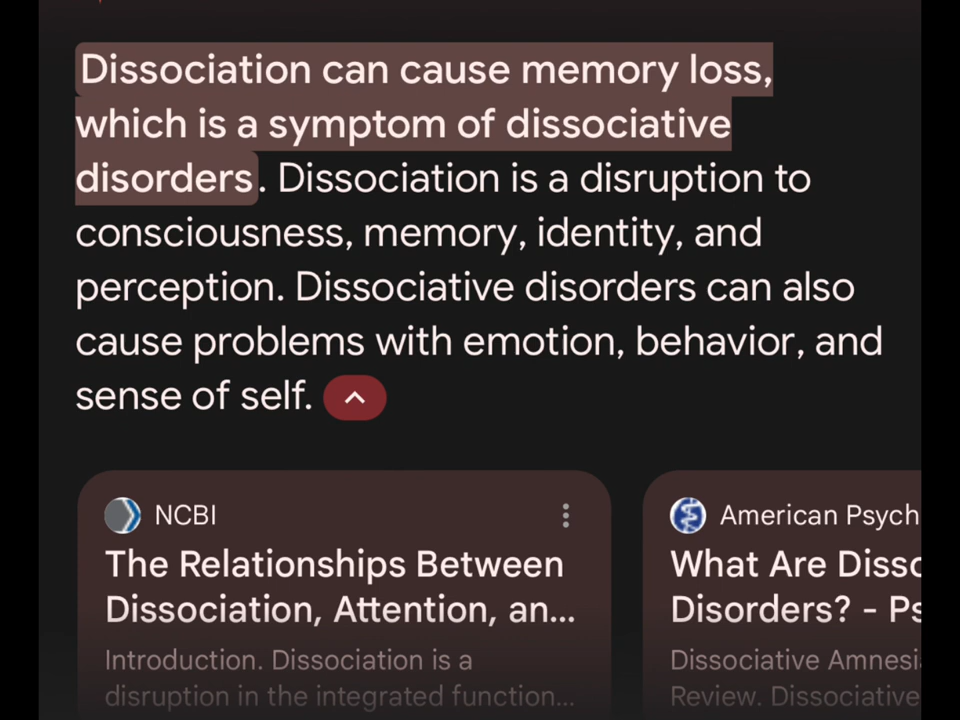 Dissociation can cause memory loss,
which is a symptom of dissociative
disorders. Dissociation is a disruption to
consciousness, memory, identity, and
perception. Dissociative disorders can also
cause problems with emotion, behavior, and
sense of self.
NCBI
The Relationships Between
Dissociation, Attention, an...
Introduction. Dissociation is a
disruption in the integrated function...
American Psych
What Are Disso
Disorders? - Ps
Dissociative Amnesi
Review. Dissociative